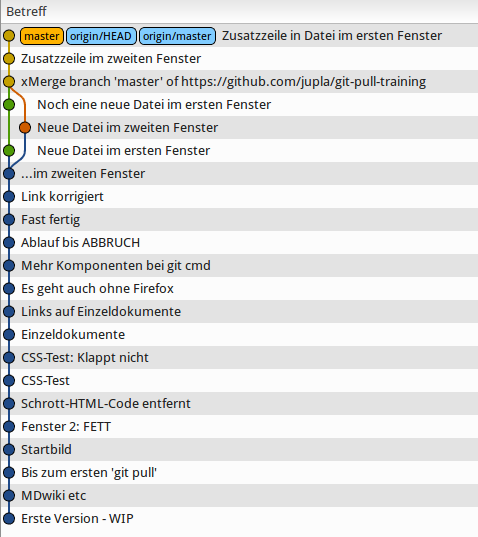 Betreff
master origin/HEAD origin/master Zusatzzeile in Datei im ersten Fenster
Zusatzzeile im zweiten Fenster
xMerge branch 'master' of https://github.com/jupla/git-pull-training
Noch eine neue Datei im ersten Fenster
Neue Datei im zweiten Fenster
Neue Datei im ersten Fenster
...im zweiten Fenster
Link korrigiert
Fast fertig
Ablauf bis ABBRUCH
Mehr Komponenten bei git cmd
Es geht auch ohne Firefox
Links auf Einzeldokumente
Einzeldokumente
CSS-Test: Klappt nicht
CSS-Test
Schrott-HTML-Code entfernt
Fenster 2: FETT
Startbild
Bis zum ersten 'git pull'
MDwiki etc
Erste Version - WIP